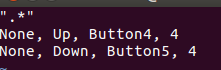 ".*"
None, Up, Button4, 4
None, Down, Button5, 4
~